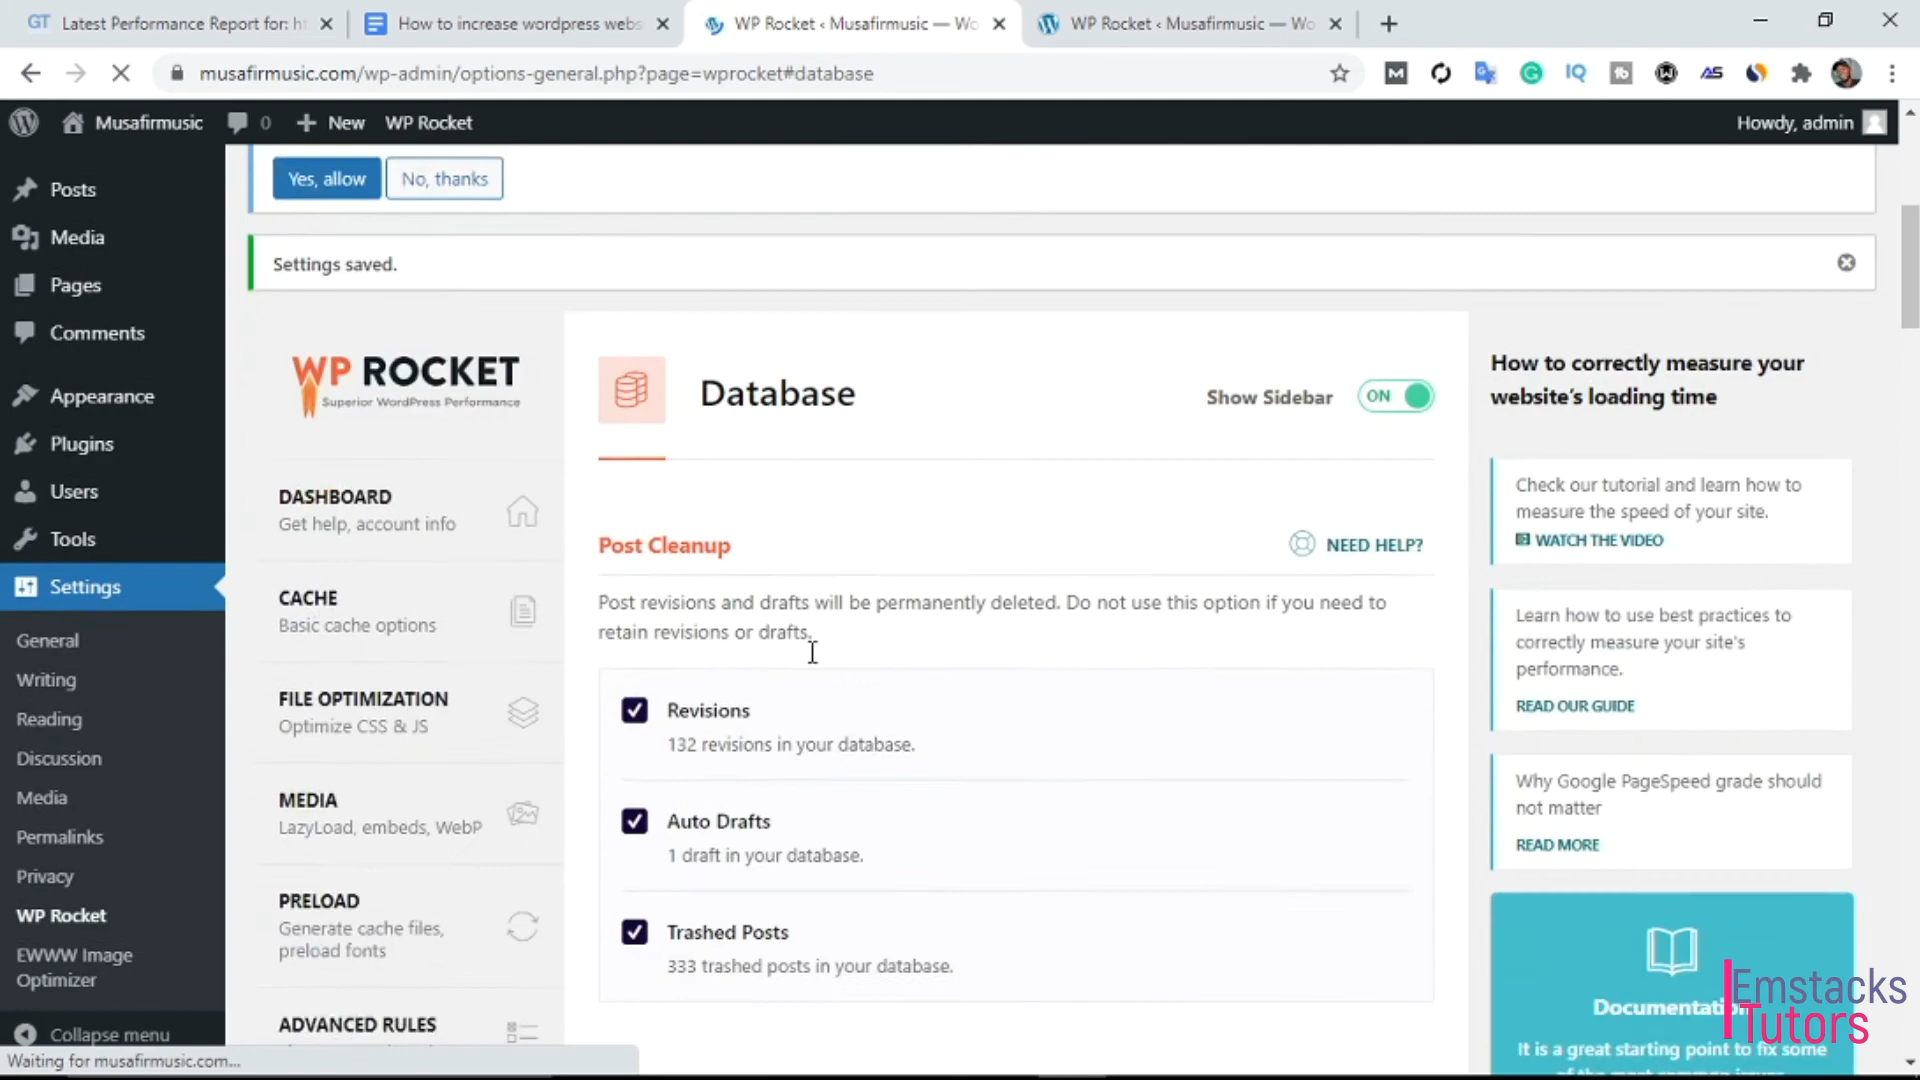 GT Latest Performance Report for: h
How to increase wordpress webs
WP Rocket ‹ Musafirmusic — Wo
WP Rocket ‹ Musafirmusic — Wo
musafirmusic.com/wp-admin/options-general.php?page=wprocket#database
Musafirmusic 0 New WP Rocket
Howdy, admin
Posts
Media
Pages
Comments
Appearance
Plugins
Users
Tools
Settings
General
Writing
Reading
Discussion
Media
Permalinks
Privacy
WP Rocket
EWWW Image
Optimizer
Collapse menu
Waiting for musafirmusic.com...
Yes, allow
No, thanks
Settings saved.
WP ROCKET
Superior WordPress Performance
DASHBOARD
Get help, account info
CACHE
Basic cache options
FILE OPTIMIZATION
Optimize CSS & JS
MEDIA
LazyLoad, embeds, WebP
PRELOAD
Generate cache files,
preload fonts
ADVANCED RULES
Database
Show Sidebar ON
Post Cleanup
NEED HELP?
Post revisions and drafts will be permanently deleted. Do not use this option if you need to
retain revisions or drafts.
Revisions
132 revisions in your database.
Auto Drafts
1 draft in your database.
Trashed Posts
333 trashed posts in your database.
How to correctly measure your
website's loading time
Check our tutorial and learn how to
measure the speed of your site.
WATCH THE VIDEO
Learn how to use best practices to
correctly measure your site's
performance.
READ OUR GUIDE
Why Google PageSpeed grade should
not matter
READ MORE
Documentation
It is a great starting point to fix some
of the most common issues
Emstacks
Tutors